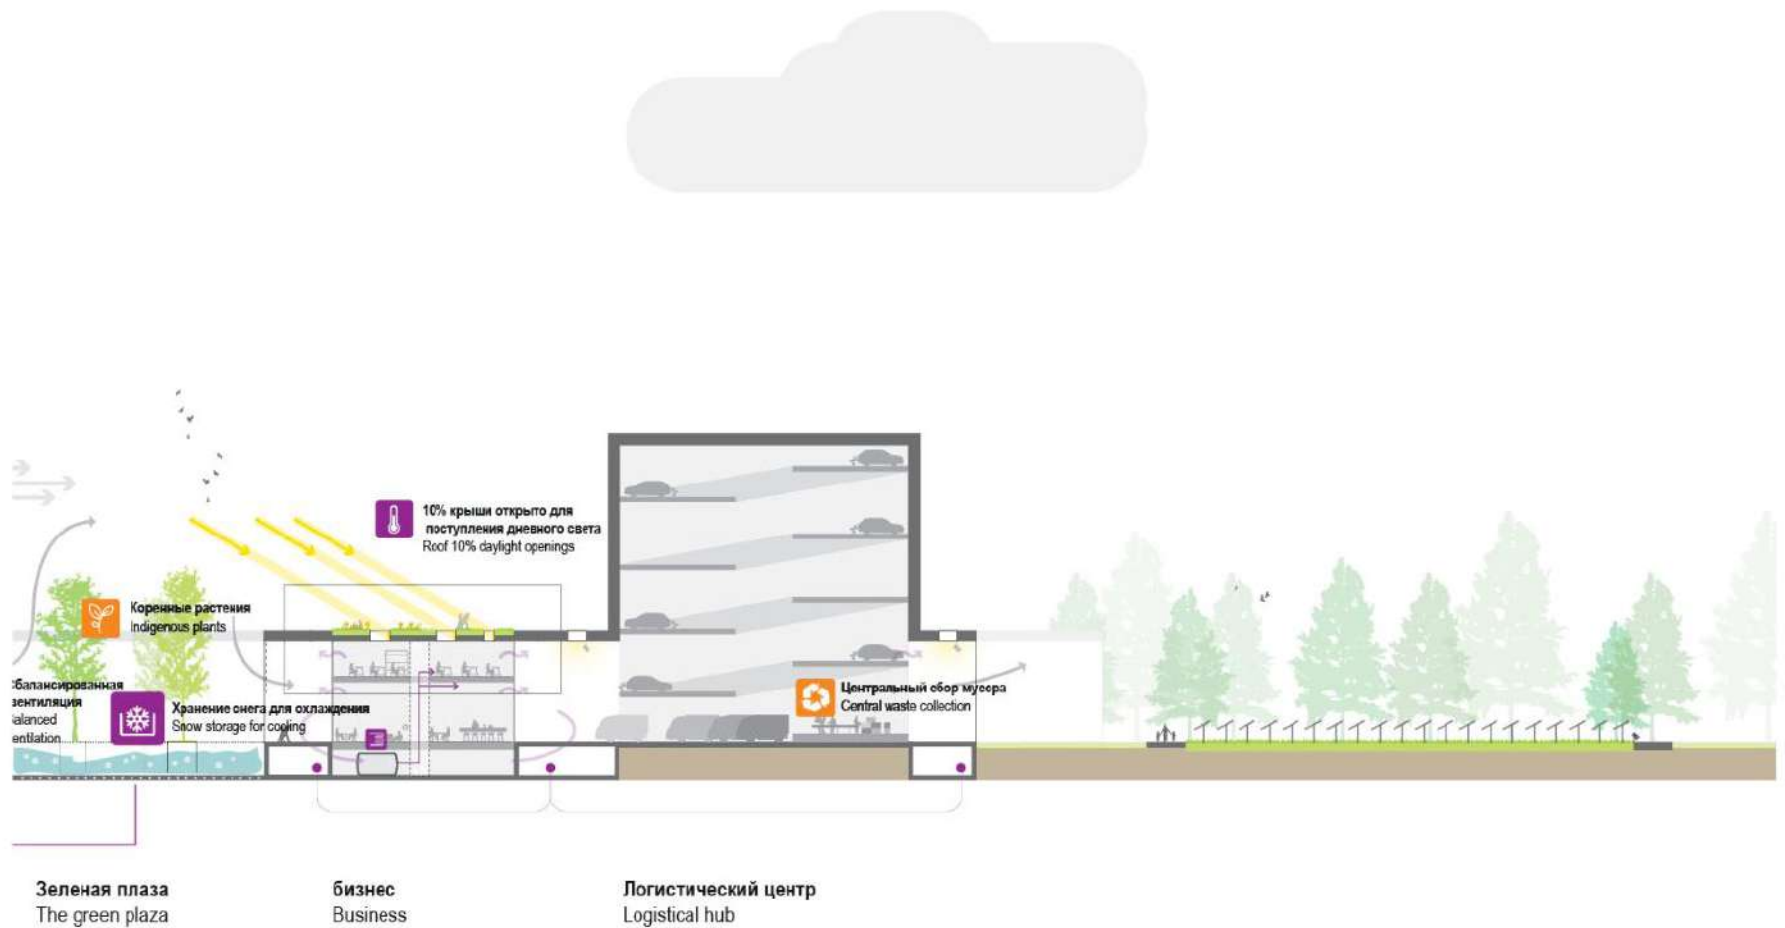 10% крыши открыто для
поступления дневного света
Roof 10% daylight openings
Коренные растения
Indigenous plants
балансированная
вентиляция
Balanced
entilation
Хранение снега для охлаждения
Snow storage for cooling
Центральный сбор мусора
Central waste collection
Зеленая плаза
The green plaza
бизнес
Business
Логистический центр
Logistical hub